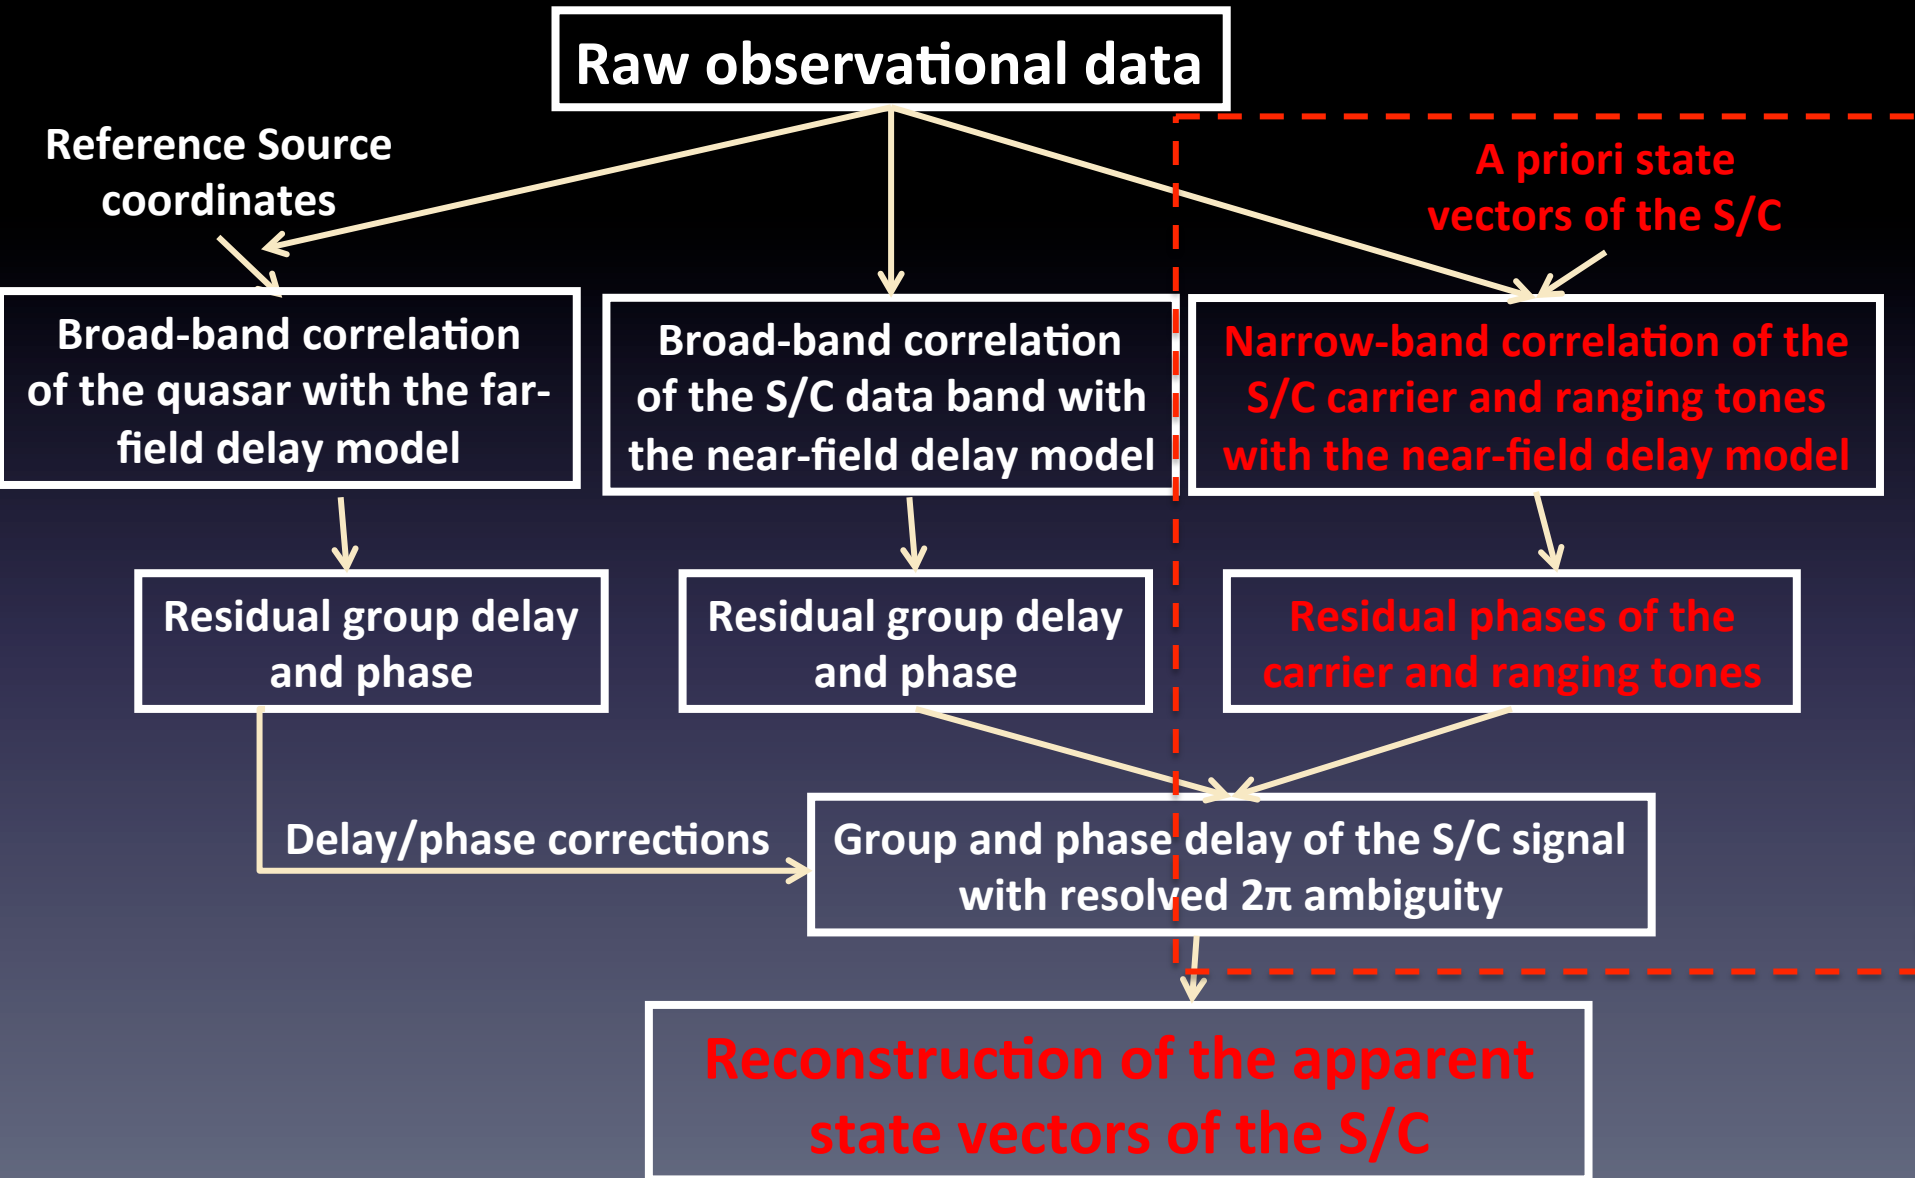 Raw observational data
Reference Source
coordinates
A priori state
vectors of the S/C
Broad-band correlation
of the quasar with the far-
field delay model
Broad-band correlation
of the S/C data band with
the near-field delay model
Narrow-band correlation of the
S/C carrier and ranging tones
with the near-field delay model
Residual group delay
and phase
Residual group delay
and phase
Residual phases of the
carrier and ranging tones
Delay/phase corrections
Group and phase delay of the S/C signal
with resolved 2π ambiguity
Reconstruction of the apparent
state vectors of the S/C